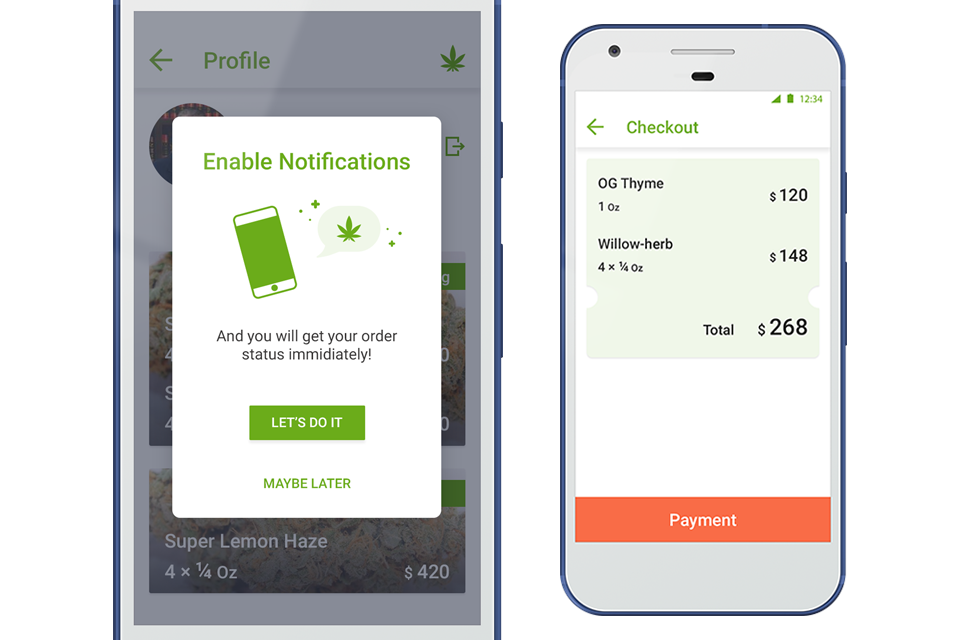 Profile
Enable Notifications
And you will get your order
status immidiately!
LET'S DO IT
MAYBE LATER
Super Lemon Haze
4 × ¼ Oz
$ 420
12:34
Checkout
OG Thyme
$ 120
1 Oz
Willow-herb
$ 148
4 × ¼ Oz
Total $ 268
Payment